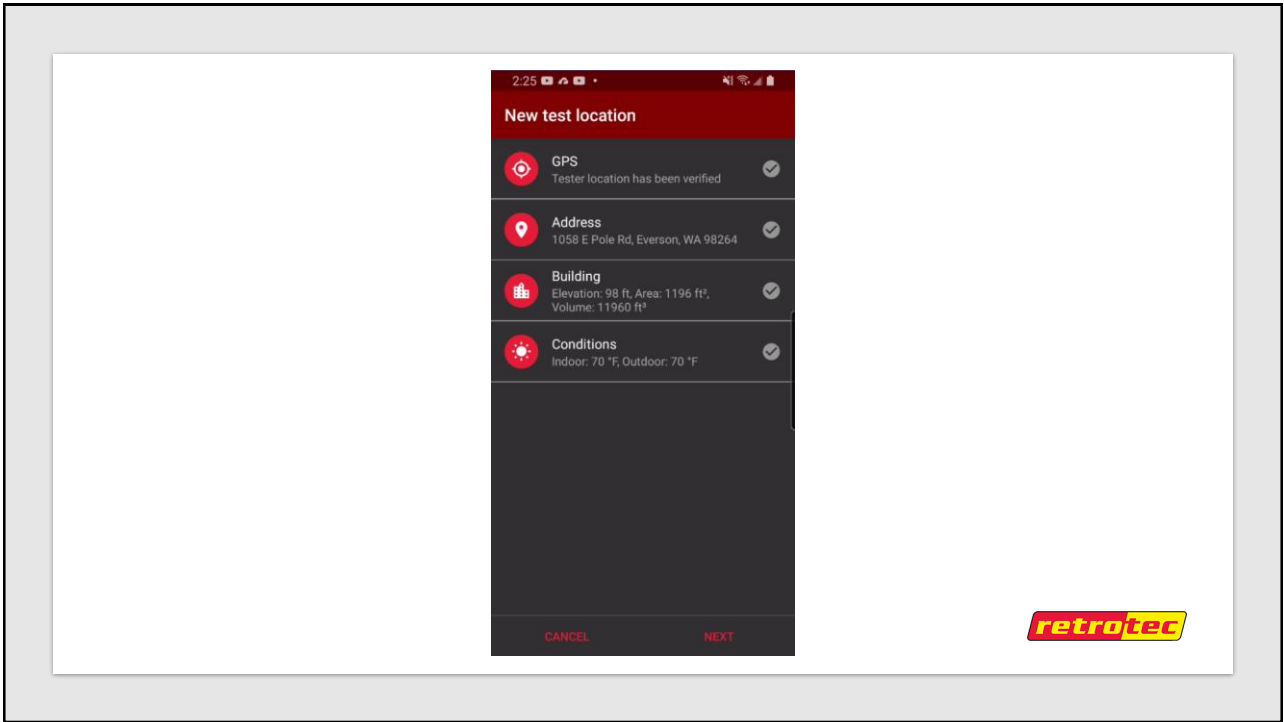 2:25
New test location
GPS
Tester location has been verified
Address
1058 E Pole Rd, Everson, WA 98264
Building
Elevation: 98 ft, Area: 1196 ft²,
Volume: 11960 ft³
Conditions
Indoor: 70 °F, Outdoor: 70 °F
CANCEL NEXT
retrotec